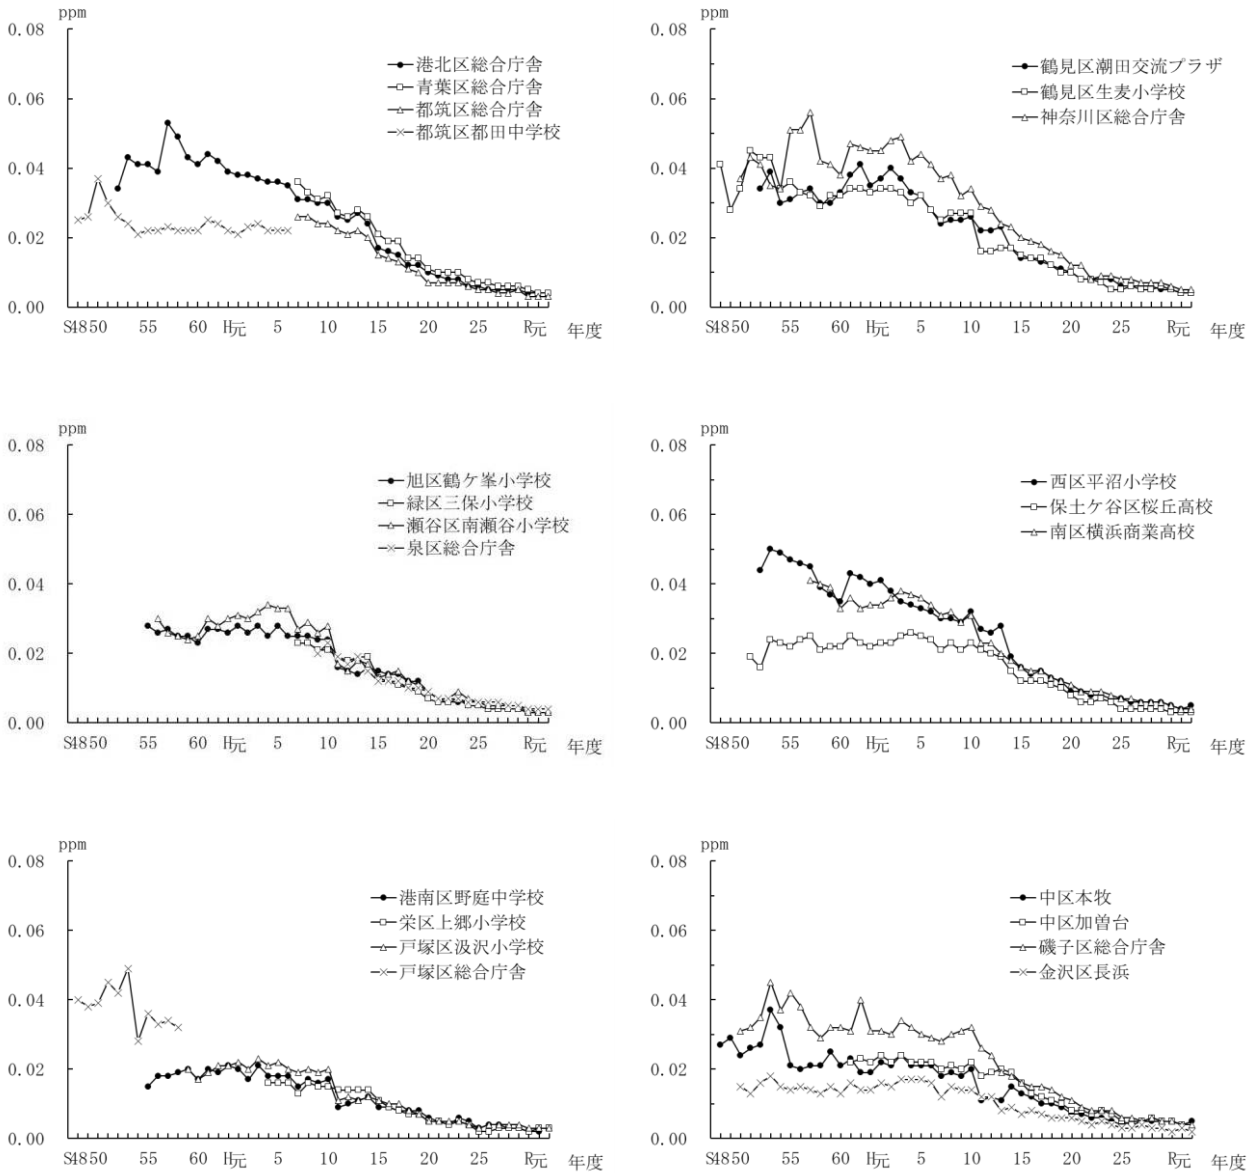 ppm
0.08
0.06
0.04
0.02
0.00
港北区総合庁舎
青葉区総合庁舎
都筑区総合庁舎
都筑区都田中学校
S48 50 55 60 H元 5 10 15 20 25 R元 年度
ppm
0.08
0.06
0.04
0.02
0.00
鶴見区潮田交流プラザ
鶴見区生麦小学校
神奈川区総合庁舎
S48 50 55 60 H元 5 10 15 20 25 R元 年度
ppm
0.08
0.06
0.04
0.02
0.00
旭区鶴ケ峯小学校
緑区三保小学校
瀬谷区南瀬谷小学校
泉区総合庁舎
S48 50 55 60 H元 5 10 15 20 25 R元 年度
ppm
0.08
0.06
0.04
0.02
0.00
西区平沼小学校
保土ケ谷区桜丘高校
南区横浜商業高校
S48 50 55 60 H元 5 10 15 20 25 R元 年度
ppm
0.08
0.06
0.04
0.02
0.00
港南区野庭中学校
栄区上郷小学校
戸塚区汲沢小学校
戸塚区総合庁舎
S48 50 55 60 H元 5 10 15 20 25 R元 年度
ppm
0.08
0.06
0.04
0.02
0.00
中区本牧
中区加曽台
磯子区総合庁舎
金沢区長浜
S48 50 55 60 H元 5 10 15 20 25 R元 年度